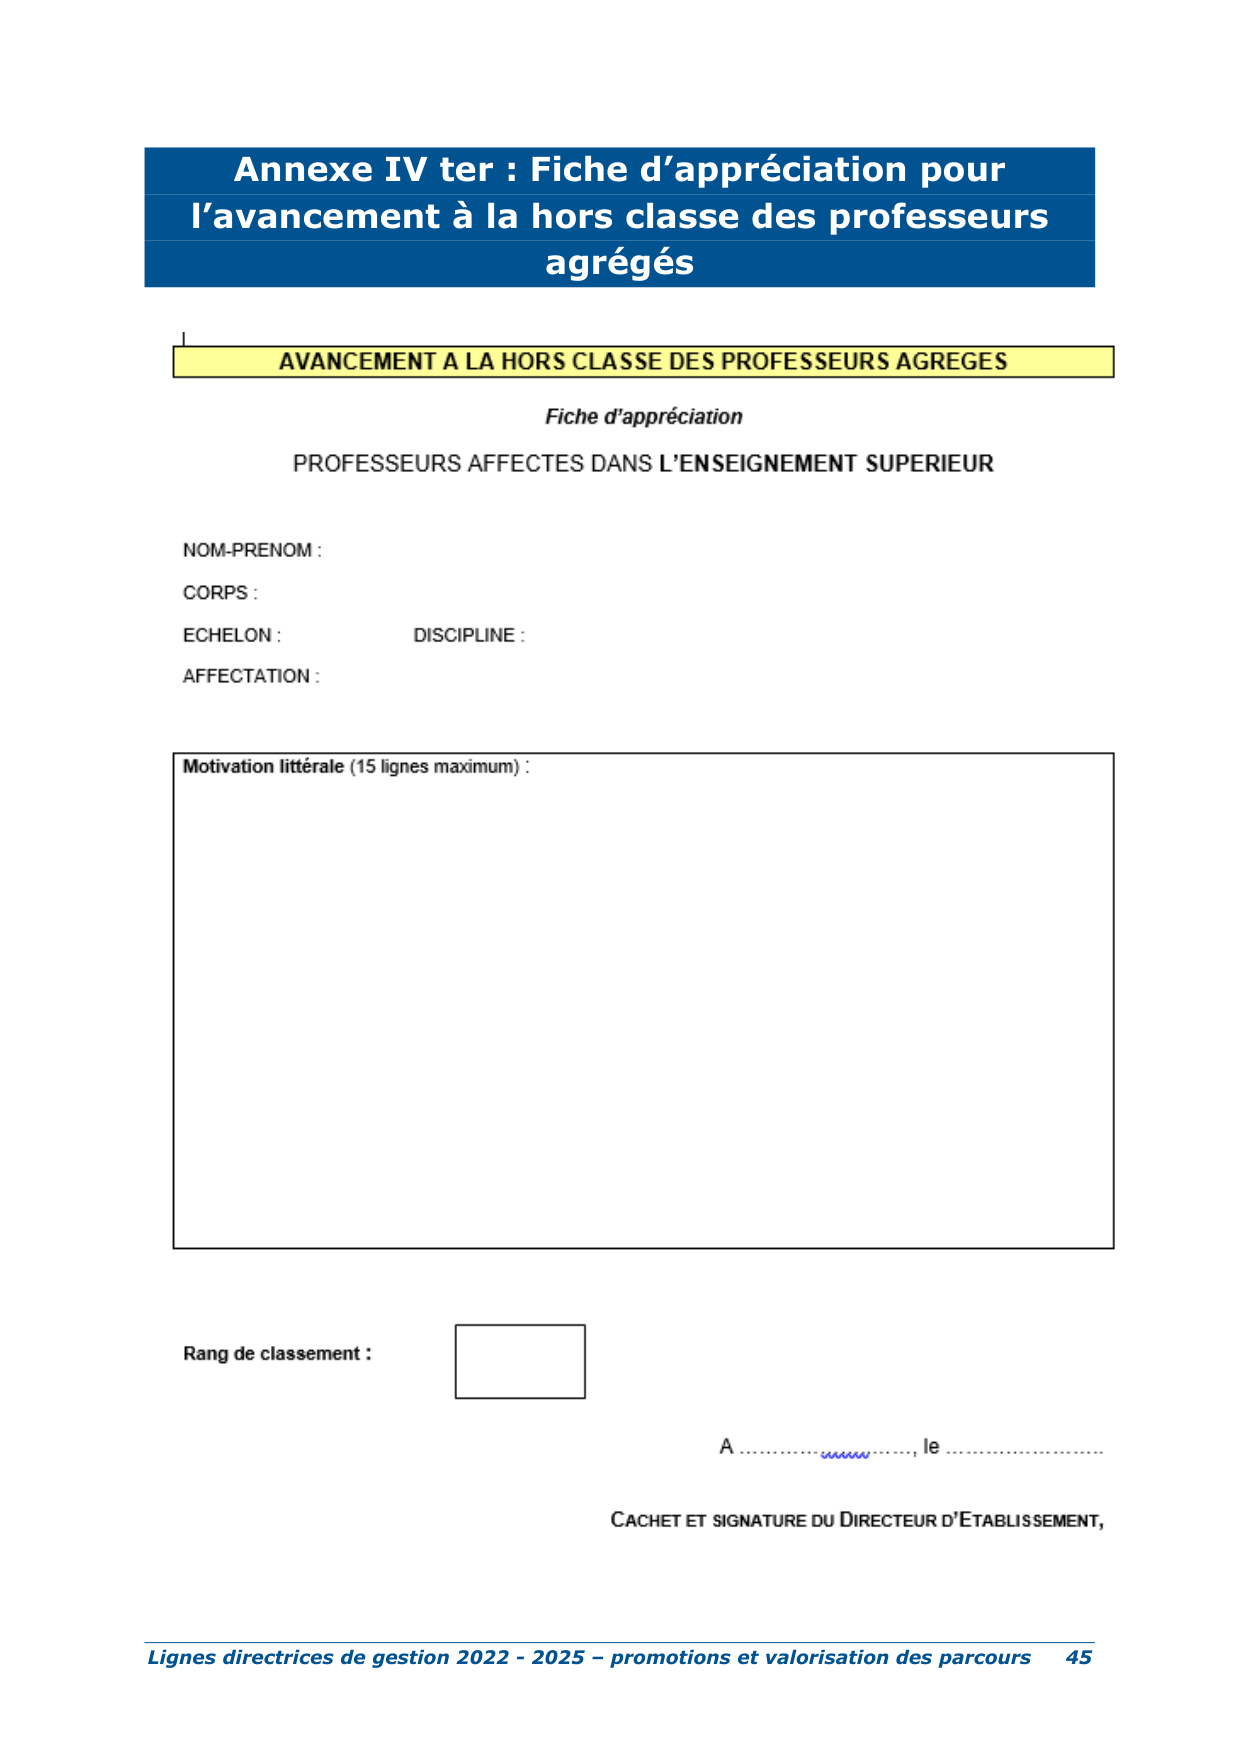 Annexe IV ter : Fiche d’appréciation pour
l’avancement à la hors classe des professeurs
agrégés
AVANCEMENT A LA HORS CLASSE DES PROFESSEURS AGREGES
Fiche d’appréciation
PROFESSEURS AFFECTES DANS L’ENSEIGNEMENT SUPERIEUR
NOM-PRENOM :
CORPS :
ECHELON : DISCIPLINE :
AFFECTATION :
Motivation littérale (15 lignes maximum) :
Rang de classement :
A ……………………, le ……………………
CACHET ET SIGNATURE DU DIRECTEUR D’ETABLISSEMENT,
Lignes directrices de gestion 2022 - 2025 – promotions et valorisation des parcours 45